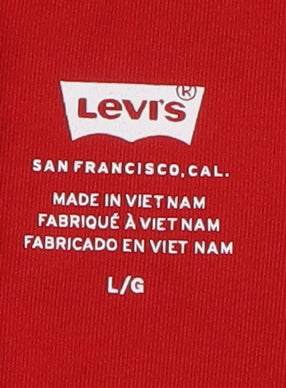 Levi's®
SAN FRANCISCO, CAL.
MADE IN VIET NAM
FABRIQUÉ À VIET NAM
FABRICADO EN VIET NAM
L/G